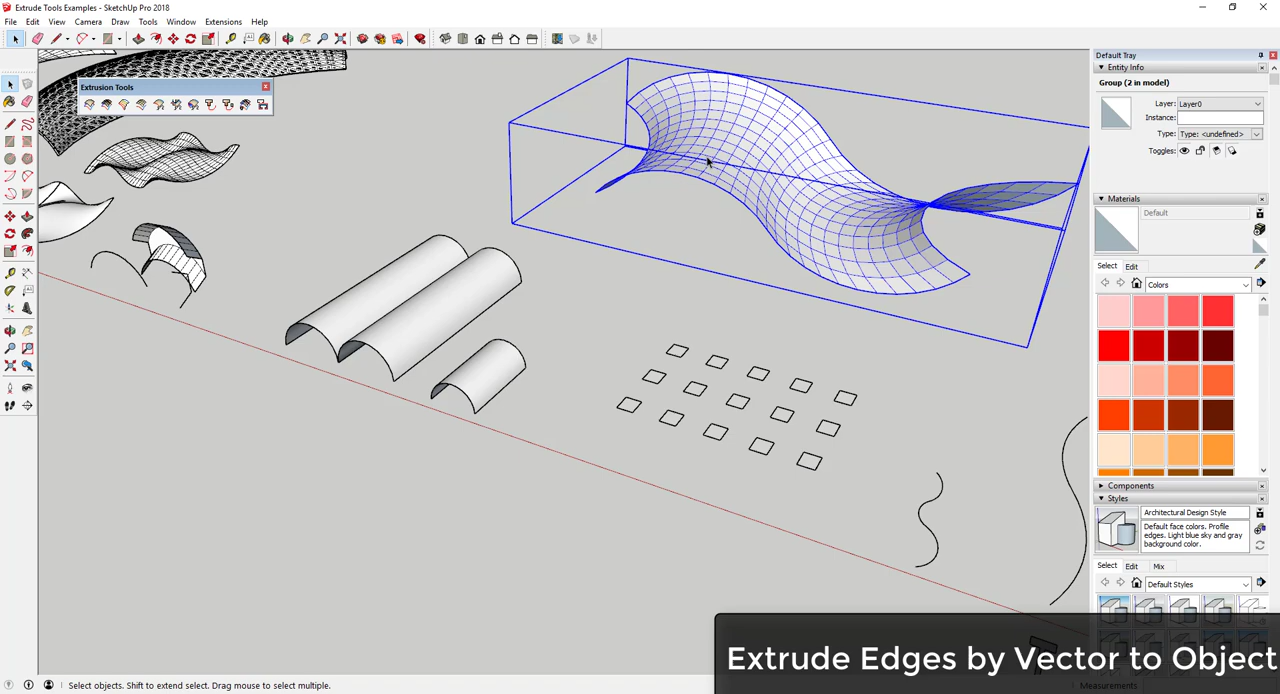 Extrude Tools Examples - SketchUp Pro 2018
File Edit View Camera Draw Tools Window Extensions Help
Extrusion Tools
Default Tray
Entity Info
Group (2 in model)
Layer: Layer0
Instance:
Type: Type: <undefined>
Toggles:
Materials
Default
Select Edit
Colors
Components
Styles
Architectural Design Style
Default face colors. Profile
edges. Light blue sky and gray
background color.
Select Edit Mix
Default Styles
Extrude Edges by Vector to Object
Select objects. Shift to extend select. Drag mouse to select multiple.
Measurements